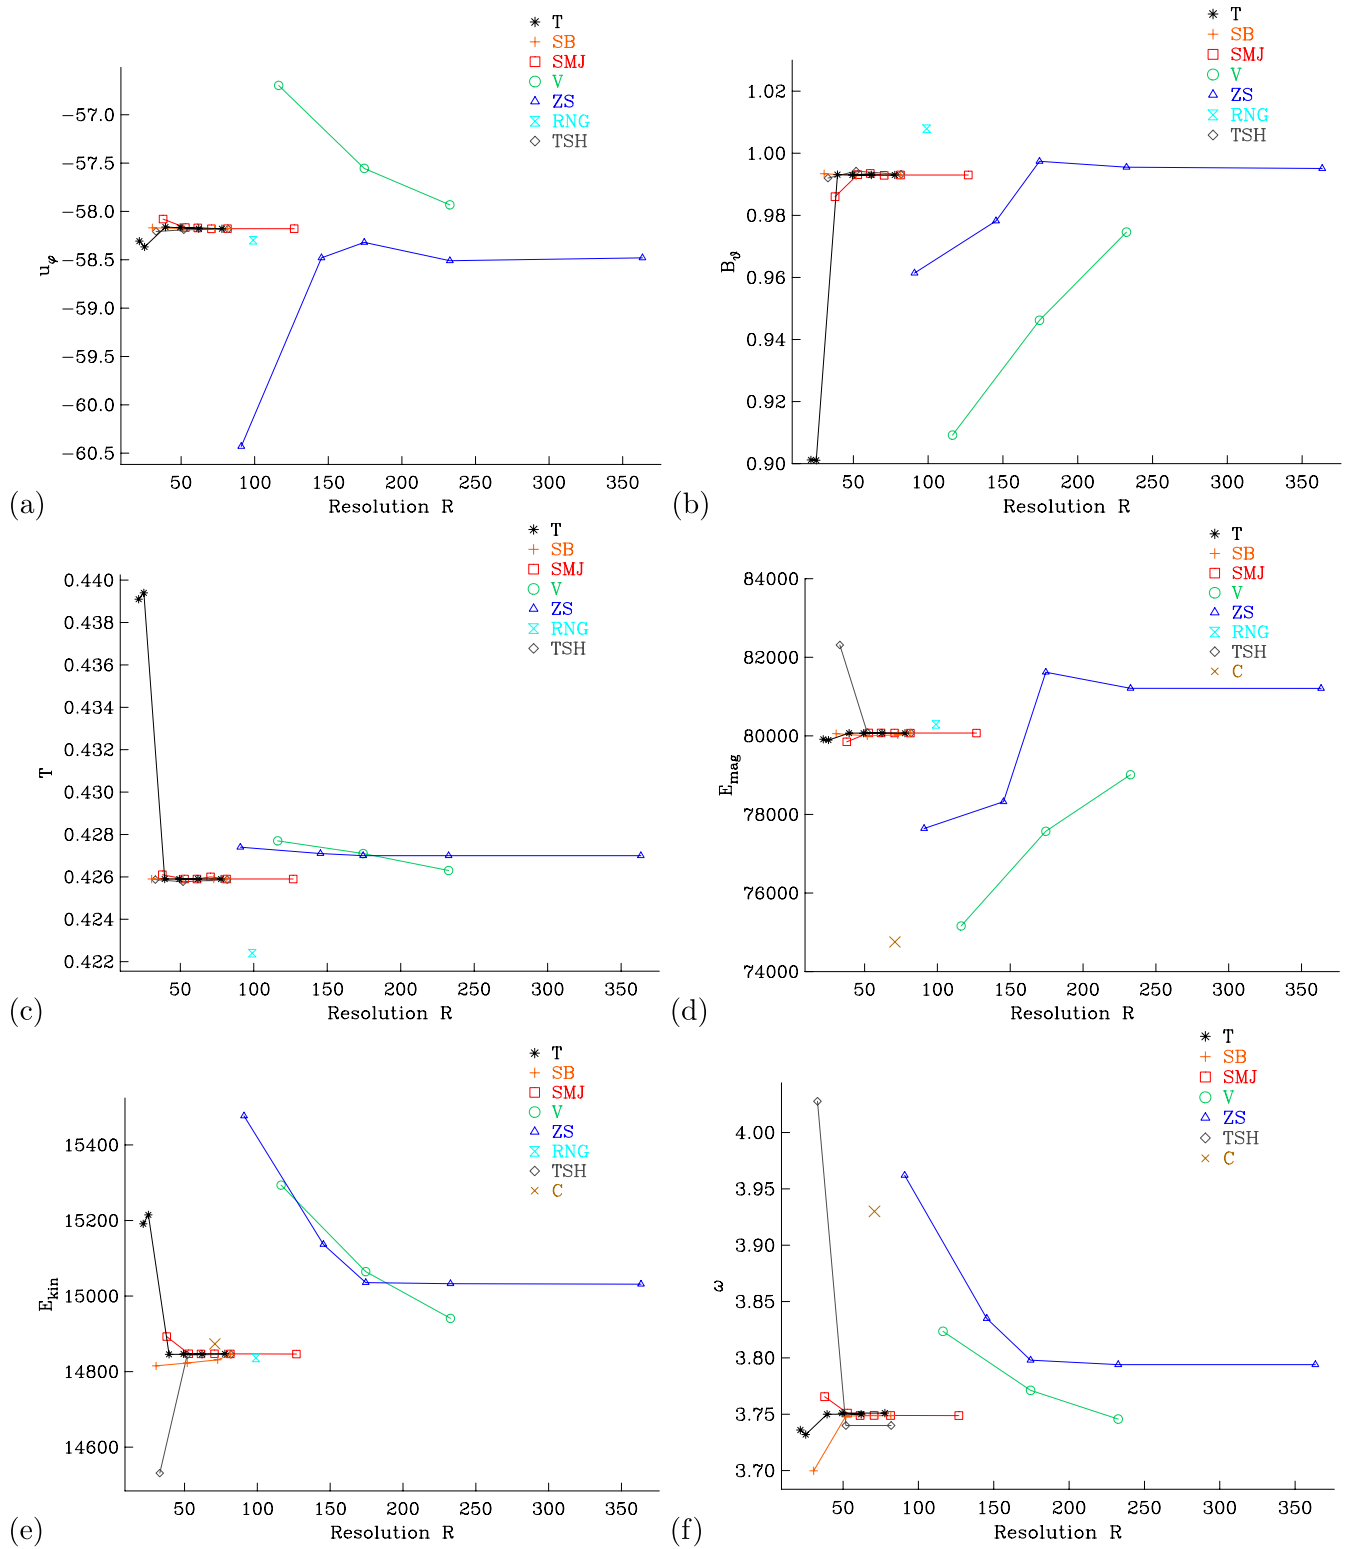 T
SB
SMJ
V
ZS
RNG
TSH
−57.0
−57.5
−58.0
−58.5
−59.0
−59.5
−60.0
−60.5
uφ
50 100 150 200 250 300 350
Resolution R
(a)
T
SB
SMJ
V
ZS
RNG
TSH
1.02
1.00
0.98
0.96
0.94
0.92
0.90
Bϑ
50 100 150 200 250 300 350
Resolution R
(b)
T
SB
SMJ
V
ZS
RNG
TSH
0.440
0.438
0.436
0.434
0.432
0.430
0.428
0.426
0.424
0.422
T
50 100 150 200 250 300 350
Resolution R
(c)
T
SB
SMJ
V
ZS
RNG
TSH
C
84000
82000
80000
78000
76000
74000
Emag
50 100 150 200 250 300 350
Resolution R
(d)
T
SB
SMJ
V
ZS
RNG
TSH
C
15400
15200
15000
14800
14600
Ekin
50 100 150 200 250 300 350
Resolution R
(e)
T
SB
SMJ
V
ZS
TSH
C
4.00
3.95
3.90
3.85
3.80
3.75
3.70
ω
50 100 150 200 250 300 350
Resolution R
(f)